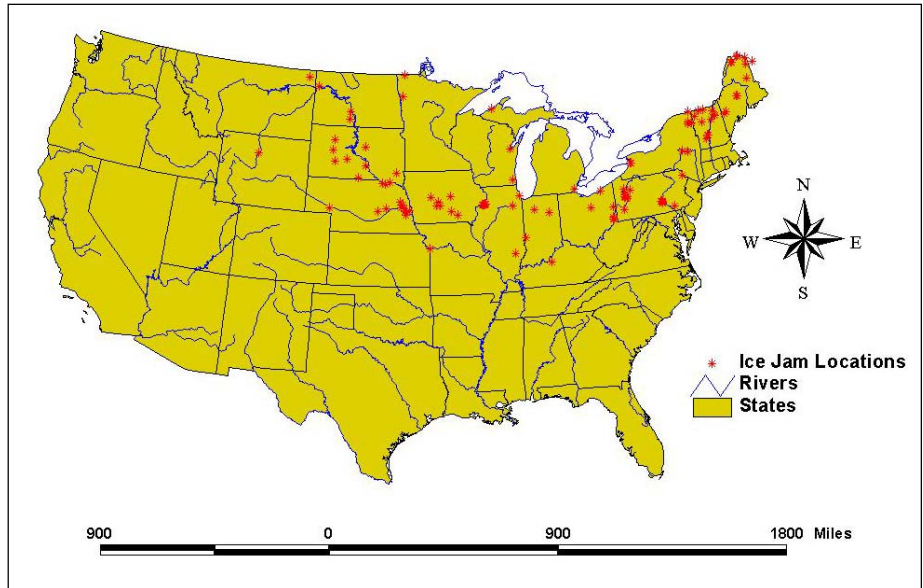 N
W E
S
Ice Jam Locations
Rivers
States
900 0 900 1800 Miles